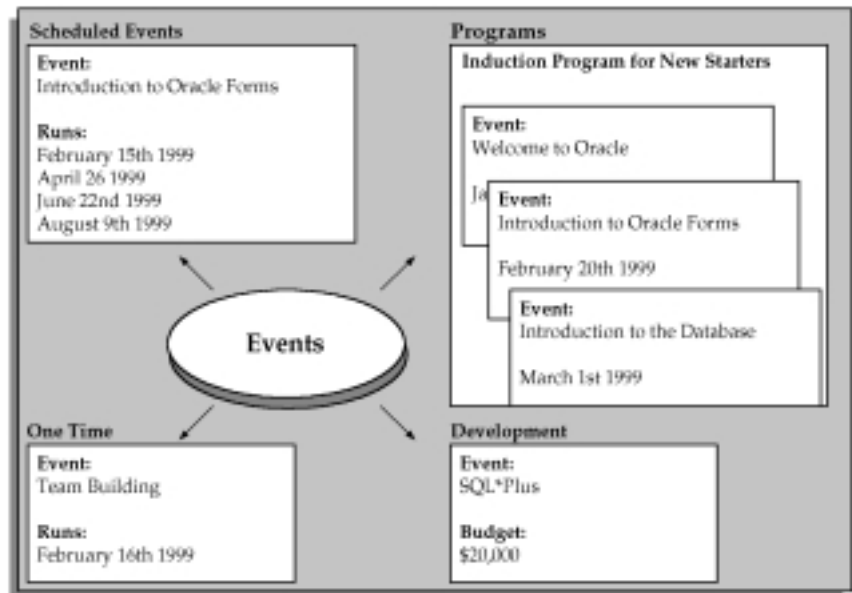 Scheduled Events
Event:
Introduction to Oracle Forms
Runs:
February 15th 1999
April 26 1999
June 22nd 1999
August 9th 1999
Programs
Induction Program for New Starters
Event:
Welcome to Oracle
Ja
Event:
Introduction to Oracle Forms
February 20th 1999
Event:
Introduction to the Database
March 1st 1999
Events
One Time
Event:
Team Building
Runs:
February 16th 1999
Development
Event:
SQL*Plus
Budget:
$20,000